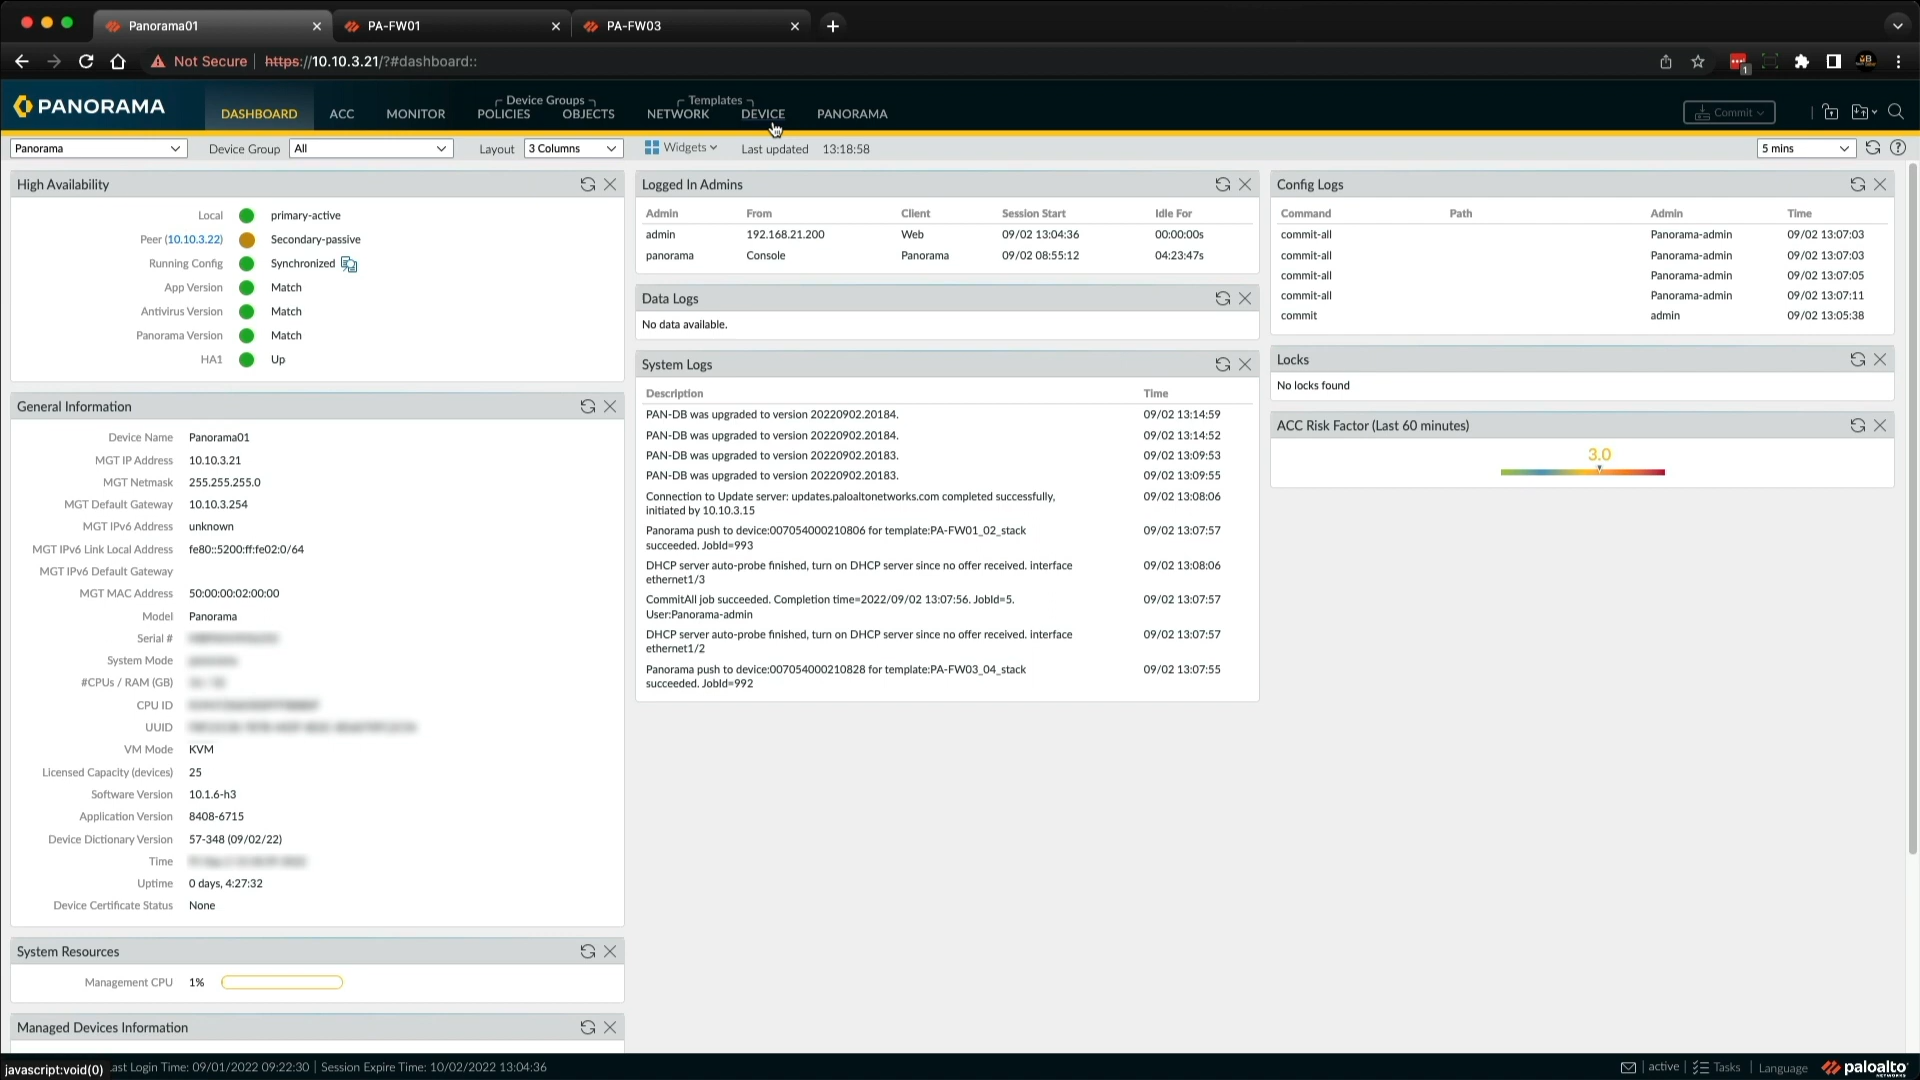 Panorama01
PA-FW01
PA-FW03
Not Secure
https://10.10.3.21/?#dashboard::
1
PANORAMA
DASHBOARD
ACC
MONITOR
Device Groups
POLICIES
OBJECTS
Templates
NETWORK
DEVICE
PANORAMA
Commit
Panorama
Device Group
All
Layout
3 Columns
Widgets
Last updated
13:18:58
5 mins
High Availability
Local primary-active
Peer (10.10.3.22) Secondary-passive
Running Config Synchronized
App Version Match
Antivirus Version Match
Panorama Version Match
HA1 Up
General Information
Device Name Panorama01
MGT IP Address 10.10.3.21
MGT Netmask 255.255.255.0
MGT Default Gateway 10.10.3.254
MGT IPv6 Address unknown
MGT IPv6 Link Local Address fe80::5200:ff:fe02:0/64
MGT IPv6 Default Gateway
MGT MAC Address 50:00:00:02:00:00
Model Panorama
Serial #
System Mode
#CPUs / RAM (GB)
CPU ID
UUID
VM Mode KVM
Licensed Capacity (devices) 25
Software Version 10.1.6-h3
Application Version 8408-6715
Device Dictionary Version 57-348 (09/02/22)
Time
Uptime 0 days, 4:27:32
Device Certificate Status None
System Resources
Management CPU 1%
Managed Devices Information
Logged In Admins
Admin From Client Session Start Idle For
admin 192.168.21.200 Web 09/02 13:04:36 00:00:00s
panorama Console Panorama 09/02 08:55:12 04:23:47s
Data Logs
No data available.
System Logs
Description Time
PAN-DB was upgraded to version 20220902.20184. 09/02 13:14:59
PAN-DB was upgraded to version 20220902.20184. 09/02 13:14:52
PAN-DB was upgraded to version 20220902.20183. 09/02 13:09:53
PAN-DB was upgraded to version 20220902.20183. 09/02 13:09:55
Connection to Update server: updates.paloaltonetworks.com completed successfully, 09/02 13:08:06
initiated by 10.10.3.15
Panorama push to device:007054000210806 for template:PA-FW01_02_stack 09/02 13:07:57
succeeded. JobId=993
DHCP server auto-probe finished, turn on DHCP server since no offer received. interface 09/02 13:08:06
ethernet1/3
CommitAll job succeeded. Completion time=2022/09/02 13:07:56. JobId=5. 09/02 13:07:57
User:Panorama-admin
DHCP server auto-probe finished, turn on DHCP server since no offer received. interface 09/02 13:07:57
ethernet1/2
Panorama push to device:007054000210828 for template:PA-FW03_04_stack 09/02 13:07:55
succeeded. JobId=992
Config Logs
Command Path Admin Time
commit-all Panorama-admin 09/02 13:07:03
commit-all Panorama-admin 09/02 13:07:03
commit-all Panorama-admin 09/02 13:07:05
commit-all Panorama-admin 09/02 13:07:11
commit admin 09/02 13:05:38
Locks
No locks found
ACC Risk Factor (Last 60 minutes)
3.0
javascript:void(0)
ast Login Time: 09/01/2022 09:22:30 | Session Expire Time: 10/02/2022 13:04:36
active | Tasks | Language
paloalto
NETWORKS